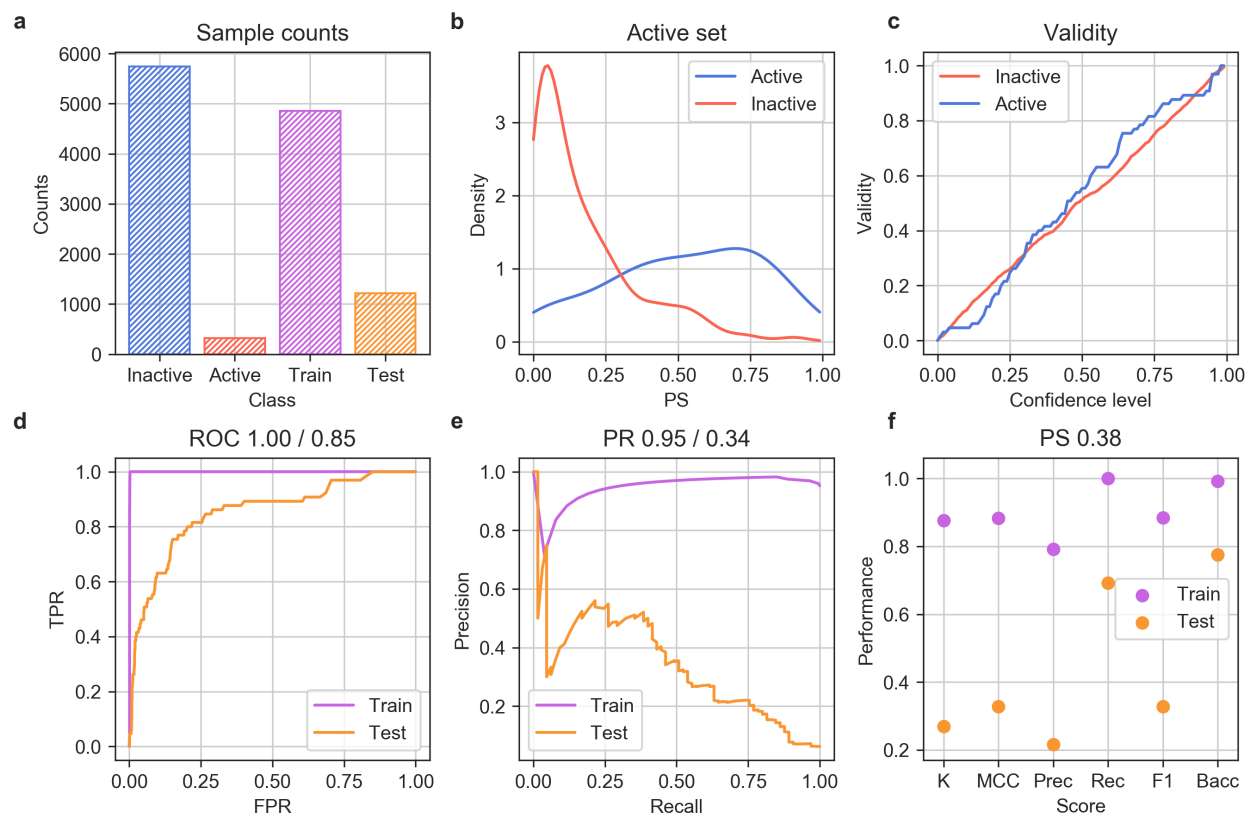 a
Sample counts
6000
5000
4000
3000
2000
1000
0
Counts
Inactive
Active
Train
Test
Class
b
Active set
Active
Inactive
3
2
1
0
Density
0.00
0.25
0.50
0.75
1.00
PS
c
Validity
Inactive
Active
1.0
0.8
0.6
0.4
0.2
0.0
Validity
0.00
0.25
0.50
0.75
1.00
Confidence level
d
ROC 1.00 / 0.85
1.0
0.8
0.6
0.4
0.2
0.0
TPR
Train
Test
0.00
0.25
0.50
0.75
1.00
FPR
e
PR 0.95 / 0.34
1.0
0.8
0.6
0.4
0.2
Precision
Train
Test
0.00
0.25
0.50
0.75
1.00
Recall
f
PS 0.38
1.0
0.8
0.6
0.4
0.2
Performance
Train
Test
K
MCC
Prec
Rec
F1
Bacc
Score